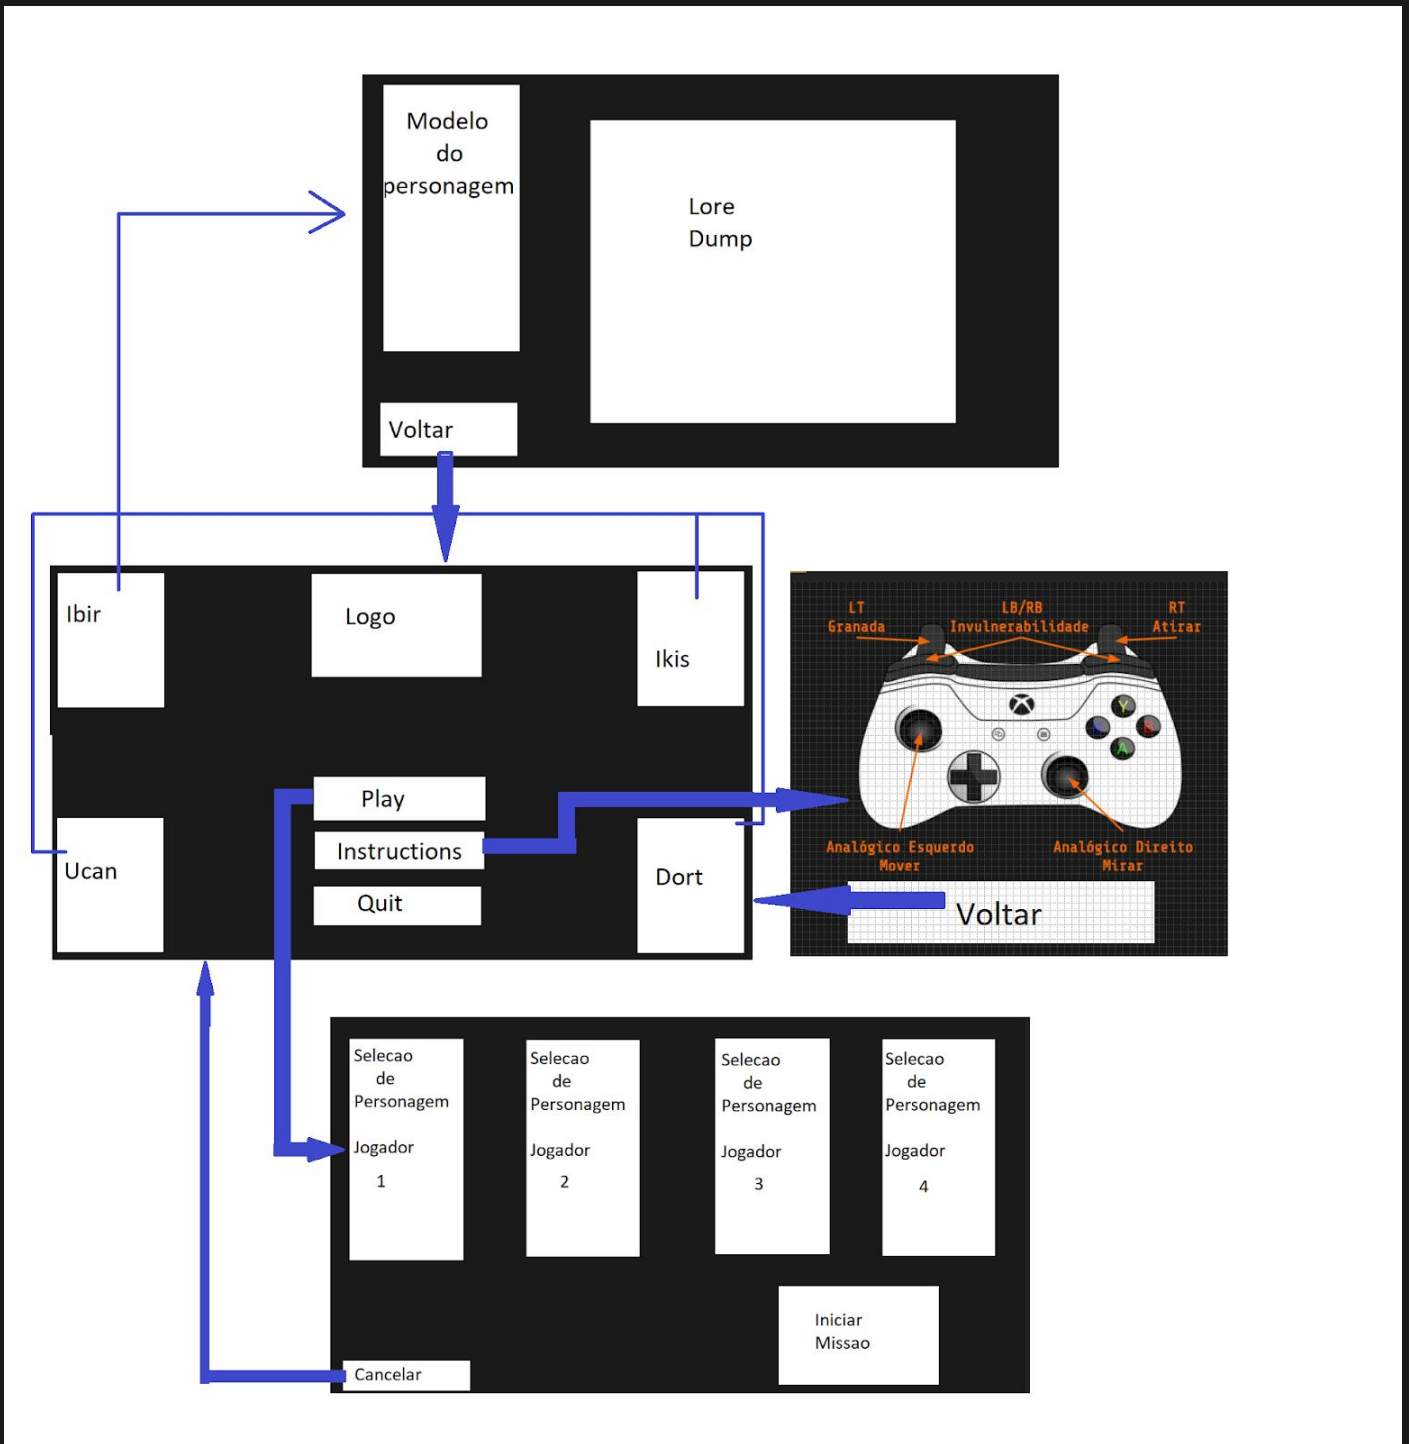 Modelo
do
personagem
Lore
Dump
Voltar
Ibir
Logo
Ikis
Play
Instructions
Quit
Ucan
Dort
LT
Granada
LB/RB
Invulnerabilidade
RT
Atirar
Y
B
A
Analógico Esquerdo
Mover
Analógico Direito
Mirar
Voltar
Selecao
de
Personagem
Jogador
1
Selecao
de
Personagem
Jogador
2
Selecao
de
Personagem
Jogador
3
Selecao
de
Personagem
Jogador
4
Iniciar
Missao
Cancelar